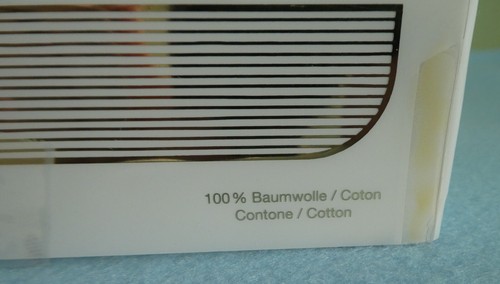 100% Baumwolle / Coton
Contone / Cotton